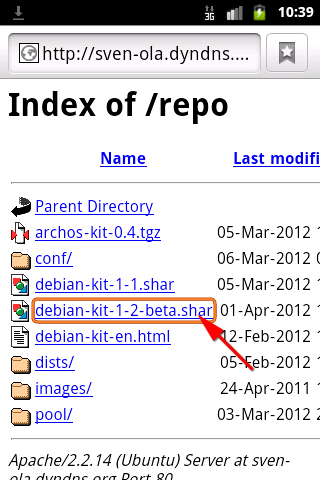 3G 10:39
http://sven-ola.dyndns....
Index of /repo
Name Last modifi
Parent Directory
archos-kit-0.4.tgz 05-Mar-2012 1
conf/ 06-Mar-2012 0
debian-kit-1-1.shar 05-Mar-2012 1
debian-kit-1-2-beta.shar 01-Apr-2012 1
debian-kit-en.html 12-Feb-2012 1
dists/ 05-Feb-2012 1
images/ 24-Apr-2011 1
pool/ 03-Mar-2012 2
Apache/2.2.14 (Ubuntu) Server at sven-
ola.dyndns.org Port 80